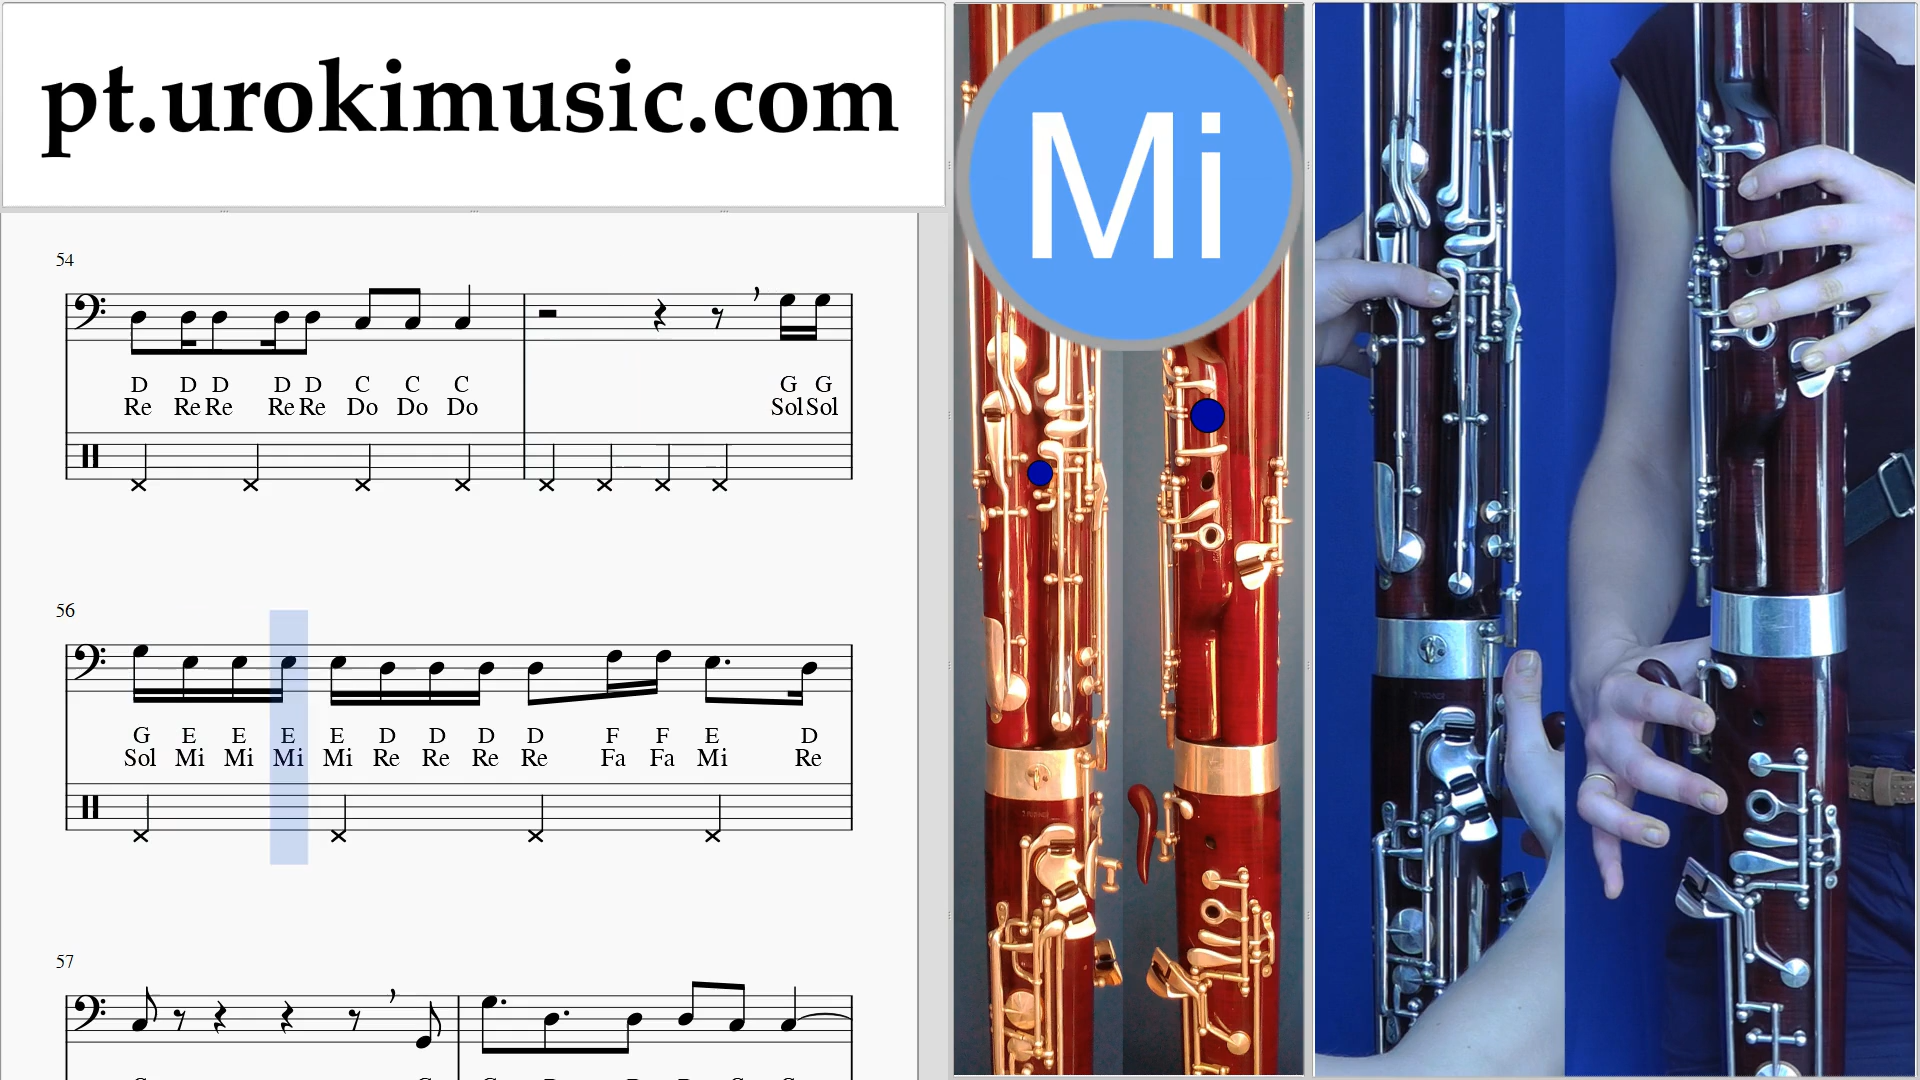 pt.urokimusic.com
Mi
54
D D D D D C C C G G
Re Re Re Re Re Do Do Do Sol Sol
56
G E E E E D D D D F F E D
Sol Mi Mi Mi Mi Re Re Re Re Fa Fa Mi Re
57